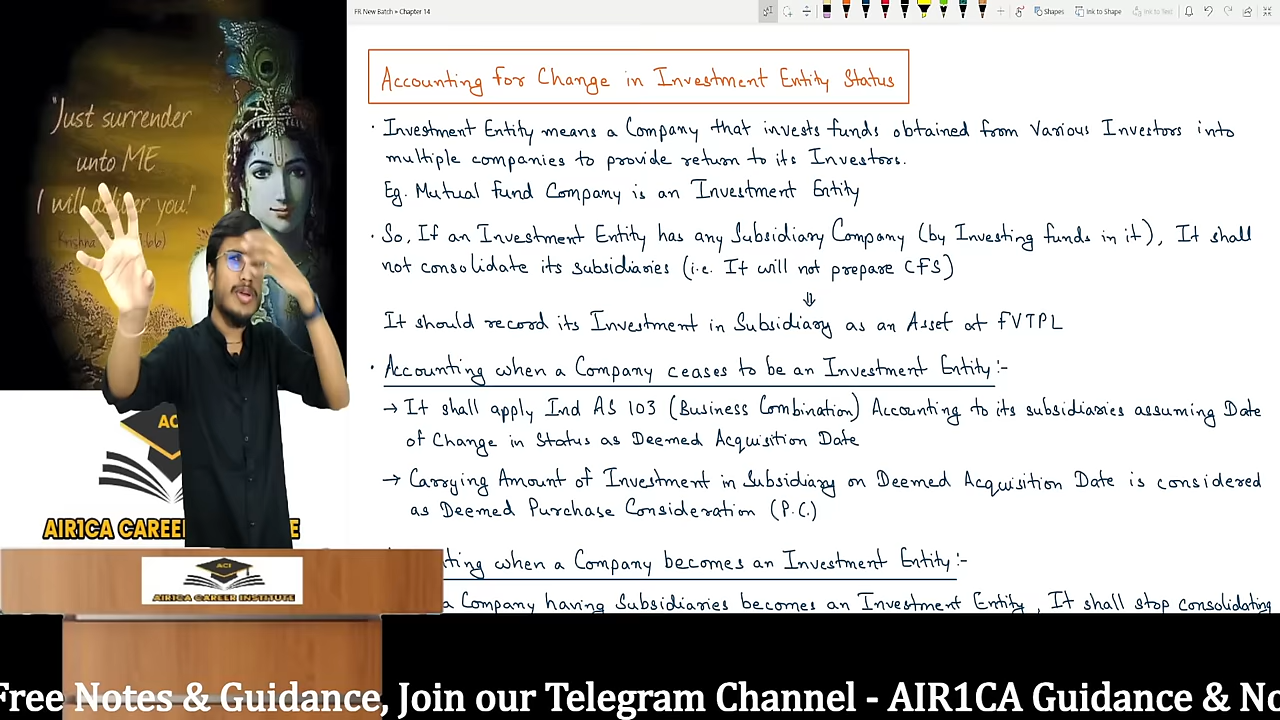 FR New Batch » Chapter 14
Shapes
Ink to Shape
Ink to Text
"Just surrender
unto ME
I will deliver you!"
Accounting for Change in Investment Entity Status
· Investment Entity means a Company that invests funds obtained from Various Investors into
multiple companies to provide return to its Investors.
Eg. Mutual fund Company is an Investment Entity
· So, If an Investment Entity has any Subsidiary Company (by Investing funds in it), It shall
not consolidate its subsidiaries (i.e. It will not prepare CFS)
⇓
It should record its Investment in Subsidiary as an Asset at FVTPL
· Accounting when a Company ceases to be an Investment Entity :-
→ It shall apply Ind AS 103 (Business Combination) Accounting to its subsidiaries assuming Date
of Change in Status as Deemed Acquisition Date
→ Carrying Amount of Investment in Subsidiary on Deemed Acquisition Date is considered
as Deemed Purchase Consideration (P.C.)
ting when a Company becomes an Investment Entity :-
a Company having Subsidiaries becomes an Investment Entity, It shall stop consolidating
AC
AIR1CA CAREE E
ACI
AIR1CA CAREER INSTITUTE
Free Notes & Guidance, Join our Telegram Channel - AIR1CA Guidance & No